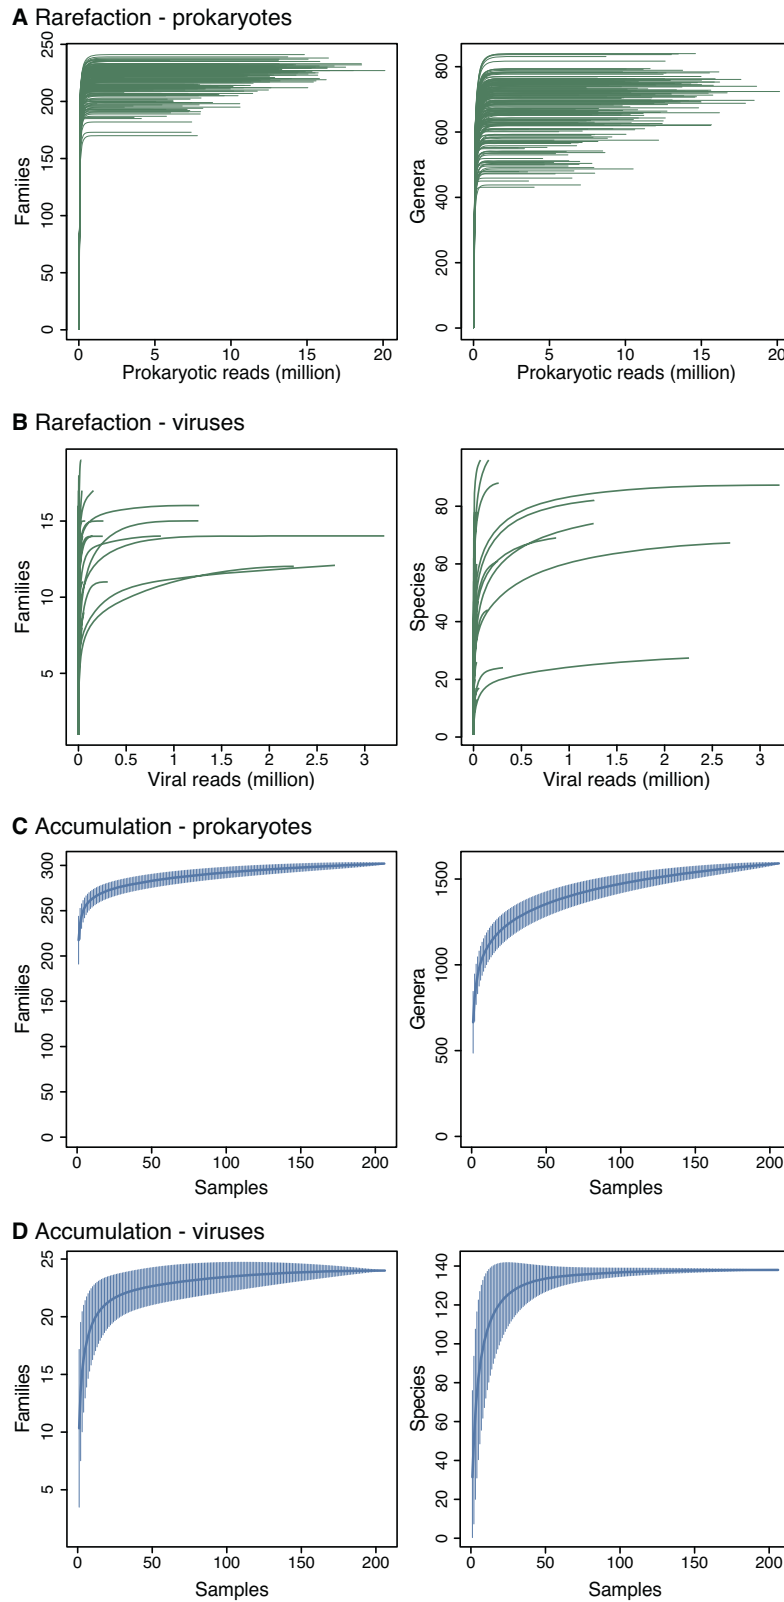 A Rarefaction - prokaryotes
250
200
150
100
50
0
Famiies
0 5 10 15 20
Prokaryotic reads (million)
800
600
400
200
0
Genera
0 5 10 15 20
Prokaryotic reads (million)
B Rarefaction - viruses
15
10
5
Families
0 0.5 1 1.5 2 2.5 3
Viral reads (million)
80
60
40
20
0
Species
0 0.5 1 1.5 2 2.5 3
Viral reads (million)
C Accumulation - prokaryotes
300
250
200
150
100
50
0
Families
0 50 100 150 200
Samples
1500
1000
500
0
Genera
0 50 100 150 200
Samples
D Accumulation - viruses
25
20
15
10
5
Families
0 50 100 150 200
Samples
140
120
100
80
60
40
20
0
Species
0 50 100 150 200
Samples